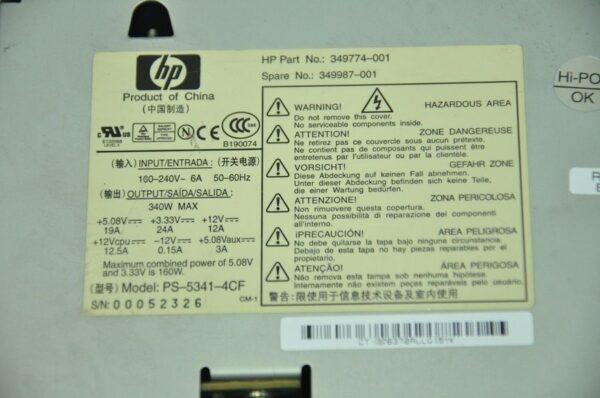 hp
Product of China
(中国制造)
HP Part No.: 349774-001
Spare No.: 349987-001
Hi-PO
OK
B190074
(输入) INPUT/ENTRADA: (开关电源)
160-240V~ 6A 50-60Hz
(输出) OUTPUT/SAÍDA/SALIDA:
340W MAX
+5.08V⎓ +3.33V⎓ +12V⎓
19A 24A 12A
+12Vcpu⎓ -12V⎓ +5.08Vaux⎓
12.5A 0.15A 3A
Maximum combined power of 5.08V
and 3.33V is 160W.
(型号) Model: PS-5341-4CF
S/N: 00052326
CM-1
WARNING! HAZARDOUS AREA
Do not remove this cover.
No serviceable components inside.
ATTENTION! ZONE DANGEREUSE
Ne retirez pas ce couvercle sous aucun prétexte.
Ne contient pas de composants qui puissent être
entretenus par l'utilisateur ou par la clientèle.
VORSICHT! GEFAHR ZONE
Diese Abdeckung auf keinen Fall abnehmen.
Unter dieser Abdeckung befinden sich keine Teile,
die einer Wartung bedürfen.
ATTENZIONE! ZONA PERICOLOSA
Non rimuovere questa copertura.
Nessuna possibilità di reparazione dei componenti
all'interno.
¡PRECAUCIÓN! ÁREA PELIGROSA
No debe quitarse la tapa bajo ninguna circunstancia.
Debajo de esta tapa no hay piezas reparables por el
usuario.
ATENÇÃO! ÁREA PERIGOSA
Não remova esta tampa sob nenhuma hipótese.
Internamente não existem itens reparáveis pelo usuário.
警告: 限使用于信息技术设备及室内使用